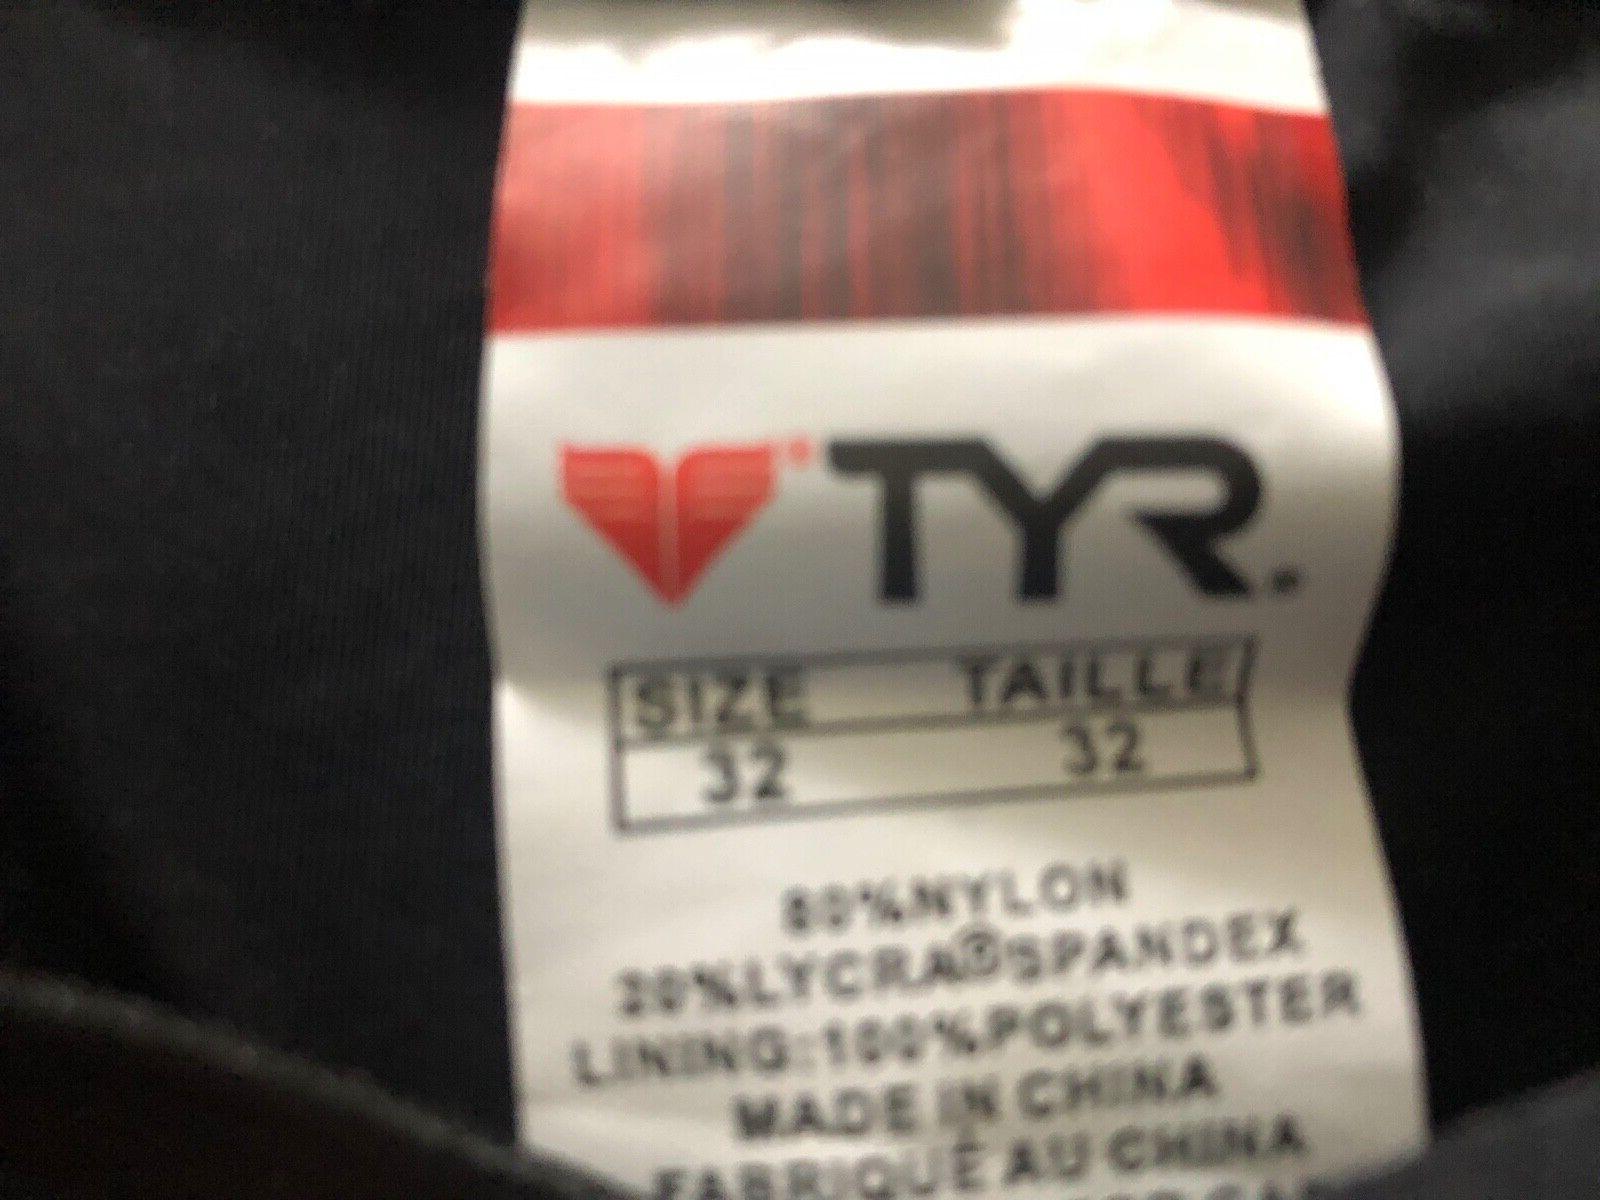 TYR.
SIZE TAILLE
32 32
80%NYLON
20%LYCRA®SPANDEX
LINING:100%POLYESTER
MADE IN CHINA
FABRIQUÉ AU CHINA